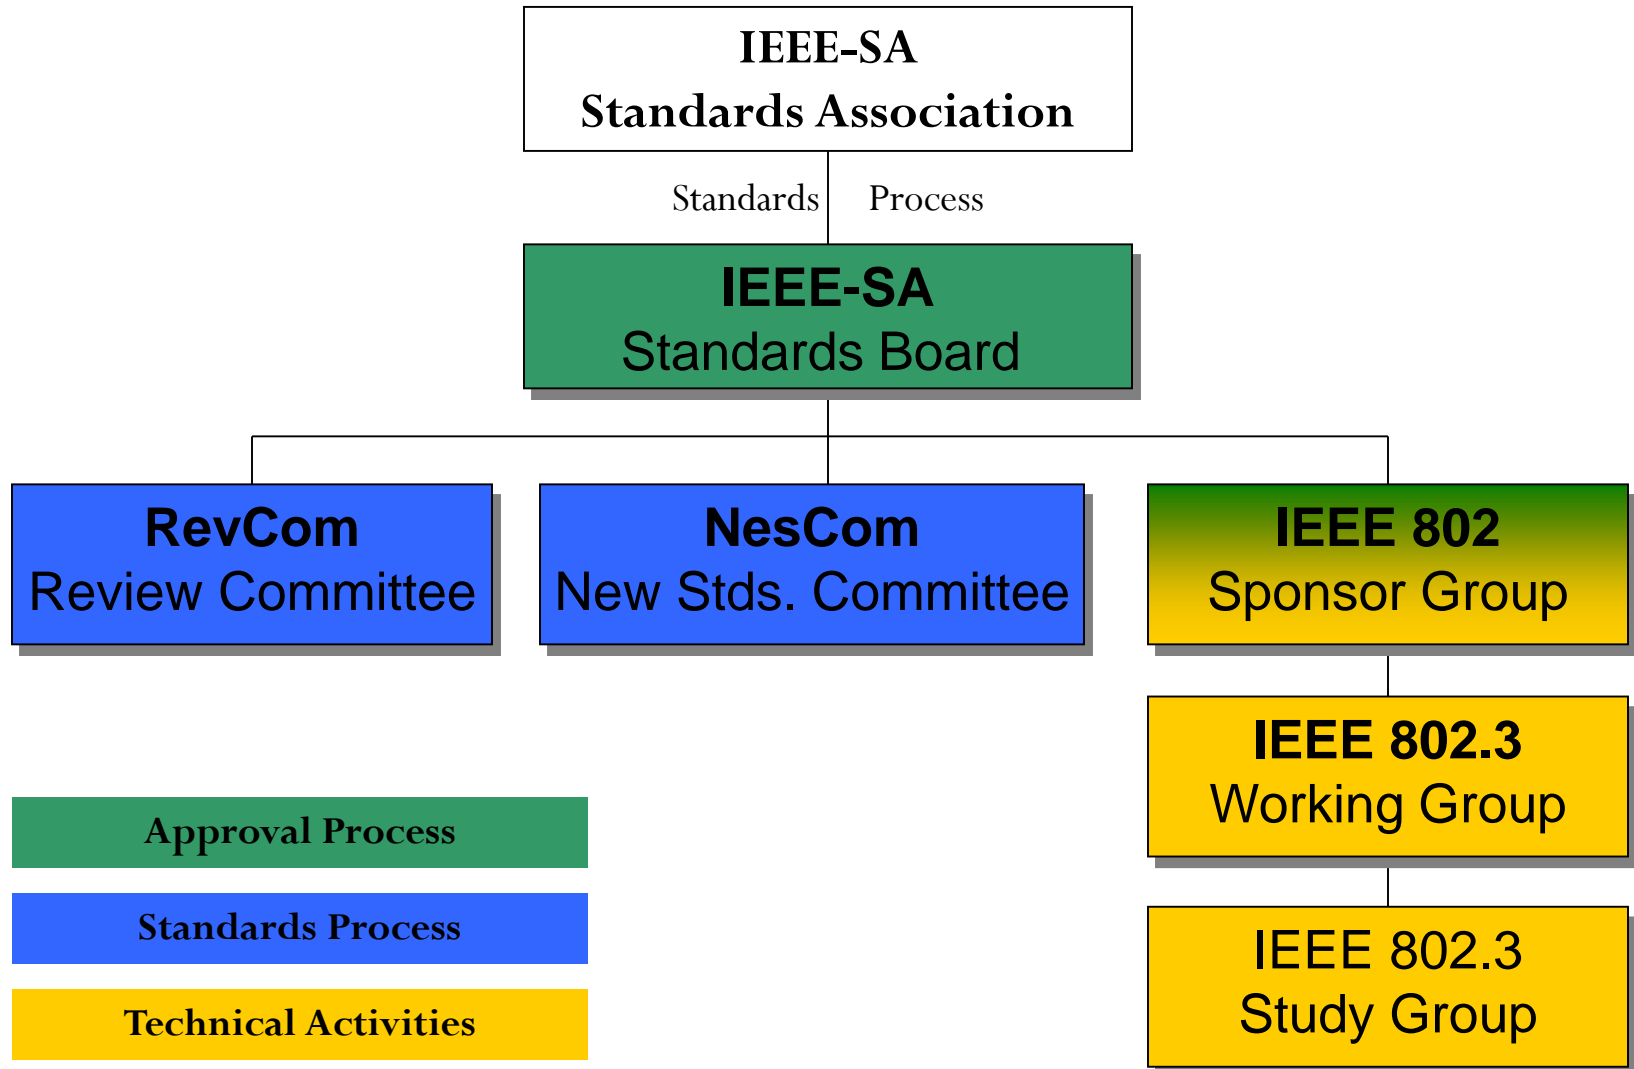 IEEE-SA
Standards Association
Standards Process
IEEE-SA
Standards Board
RevCom
Review Committee
NesCom
New Stds. Committee
IEEE 802
Sponsor Group
IEEE 802.3
Working Group
IEEE 802.3
Study Group
Approval Process
Standards Process
Technical Activities